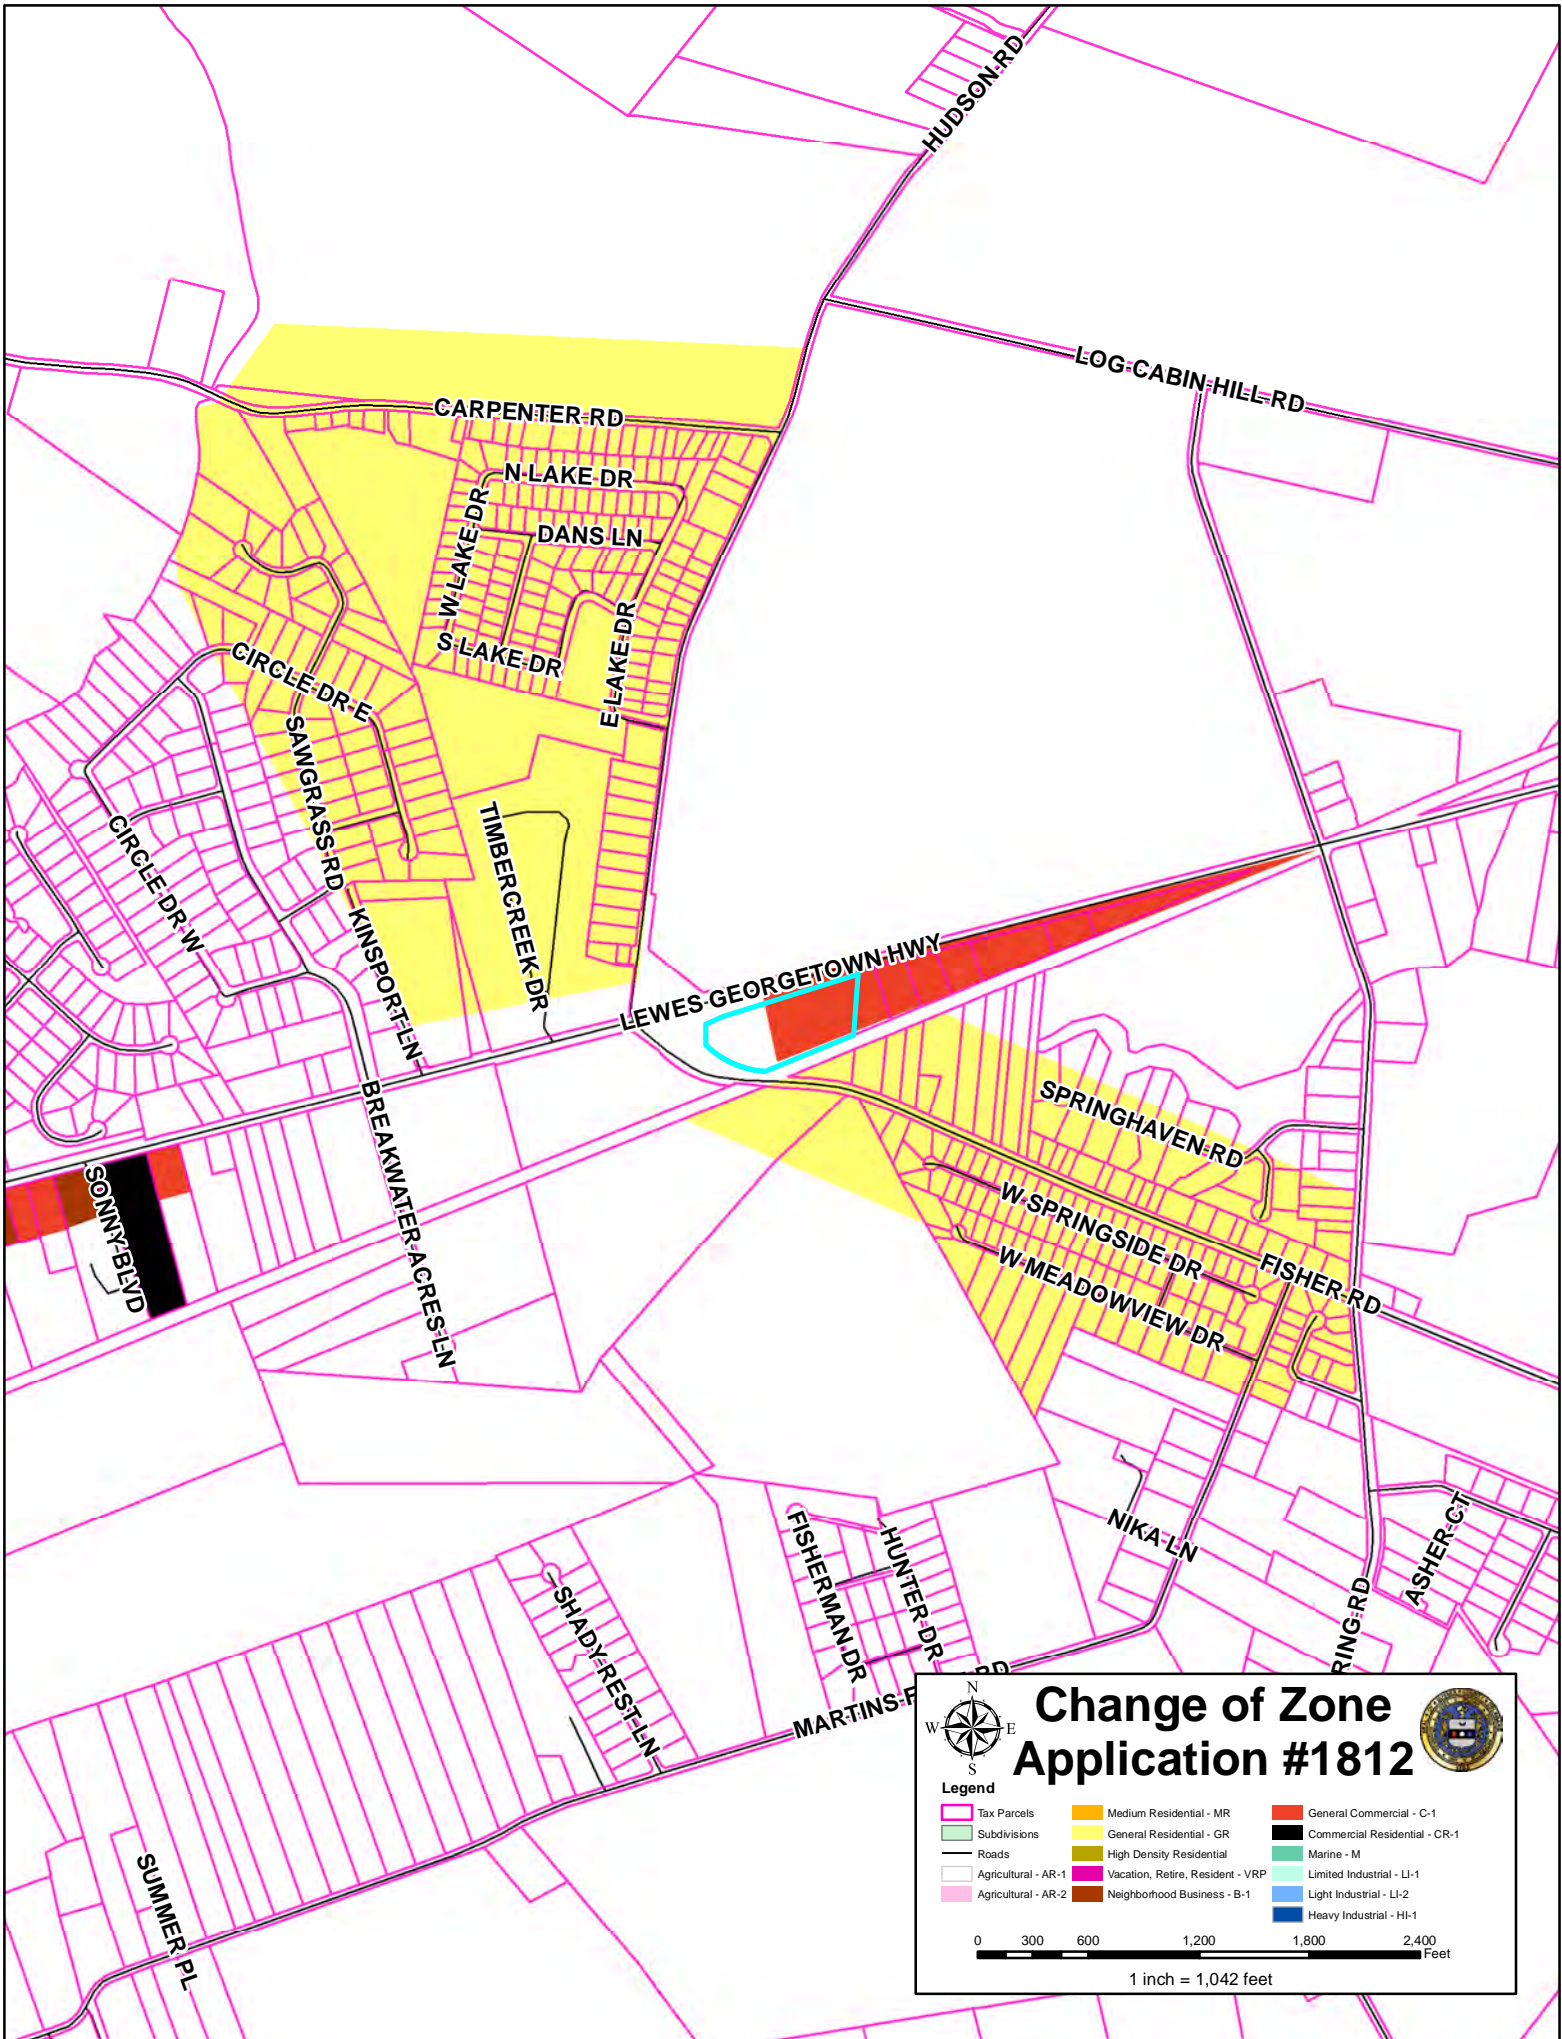 HUDSON RD
LOG CABIN HILL RD
CARPENTER RD
N LAKE DR
W LAKE DR
DANS LN
S LAKE DR
E LAKE DR
CIRCLE DR E
SAWGRASS RD
TIMBERCREEK DR
CIRCLE DR W
KINSPORT LN
LEWES GEORGETOWN HWY
BREAKWATER ACRES LN
SONNY BLVD
SPRINGHAVEN RD
W SPRINGSIDE DR
FISHER RD
W MEADOWVIEW DR
NIKA LN
ASHER CT
RING RD
FISHERMAN DR
HUNTER DR
SHADY REST LN
MARTINS F
RD
SUMMER PL
N
W
E
S
Change of Zone
Application #1812
Legend
Tax Parcels
Subdivisions
Roads
Agricultural - AR-1
Agricultural - AR-2
Medium Residential - MR
General Residential - GR
High Density Residential
Vacation, Retire, Resident - VRP
Neighborhood Business - B-1
General Commercial - C-1
Commercial Residential - CR-1
Marine - M
Limited Industrial - LI-1
Light Industrial - LI-2
Heavy Industrial - HI-1
0 300 600 1,200 1,800 2,400
Feet
1 inch = 1,042 feet